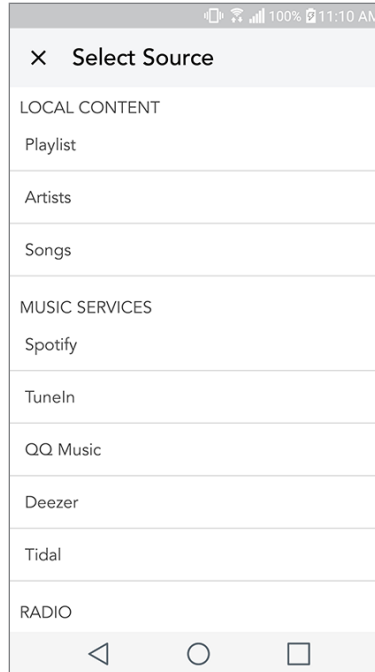 100% 11:10 AM
Select Source
LOCAL CONTENT
Playlist
Artists
Songs
MUSIC SERVICES
Spotify
TuneIn
QQ Music
Deezer
Tidal
RADIO